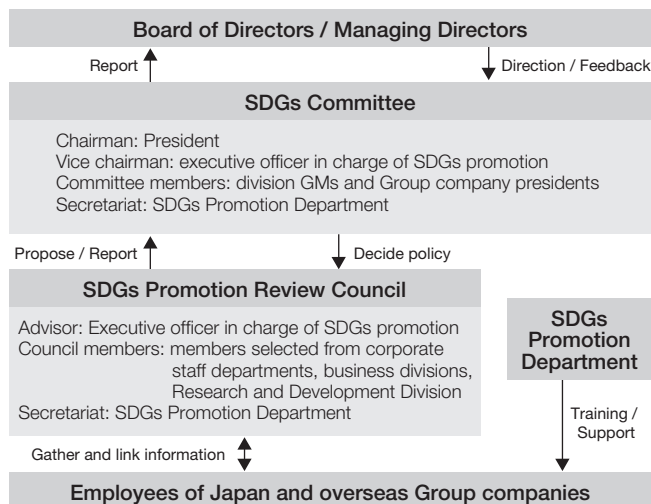 Board of Directors / Managing Directors
Report
Direction / Feedback
SDGs Committee
Chairman: President
Vice chairman: executive officer in charge of SDGs promotion
Committee members: division GMs and Group company presidents
Secretariat: SDGs Promotion Department
Propose / Report
Decide policy
SDGs Promotion Review Council
Advisor: Executive officer in charge of SDGs promotion
Council members: members selected from corporate
staff departments, business divisions,
Research and Development Division
Secretariat: SDGs Promotion Department
SDGs
Promotion
Department
Gather and link information
Training /
Support
Employees of Japan and overseas Group companies